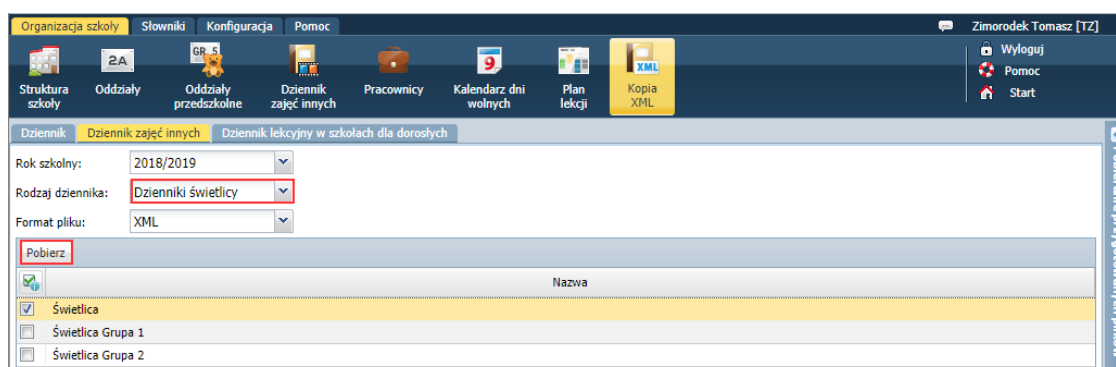 Organizacja szkoły Słowniki Konfiguracja Pomoc Zimorodek Tomasz [TZ]
2A GR. 5 9 XML
Struktura szkoły Oddziały Oddziały przedszkolne Dziennik zajęć innych Pracownicy Kalendarz dni wolnych Plan lekcji Kopia XML
Wyloguj
Pomoc
Start
Dziennik Dziennik zajęć innych Dziennik lekcyjny w szkołach dla dorosłych
Rok szkolny: 2018/2019
Rodzaj dziennika: Dzienniki świetlicy
Format pliku: XML
Pobierz
Nazwa
Świetlica
Świetlica Grupa 1
Świetlica Grupa 2